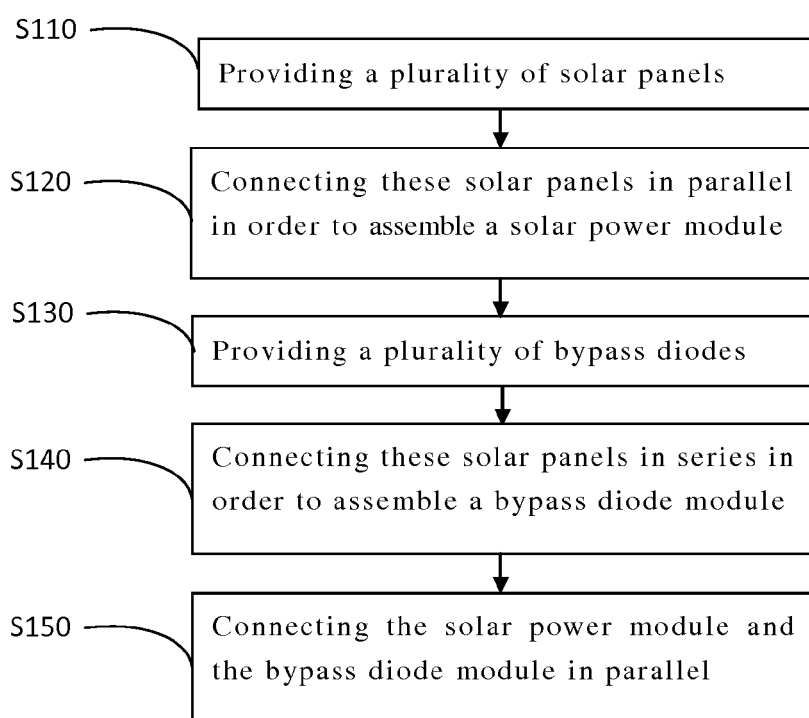 S110
Providing a plurality of solar panels
S120
Connecting these solar panels in parallel
in order to assemble a solar power module
S130
Providing a plurality of bypass diodes
S140
Connecting these solar panels in series in
order to assemble a bypass diode module
S150
Connecting the solar power module and
the bypass diode module in parallel